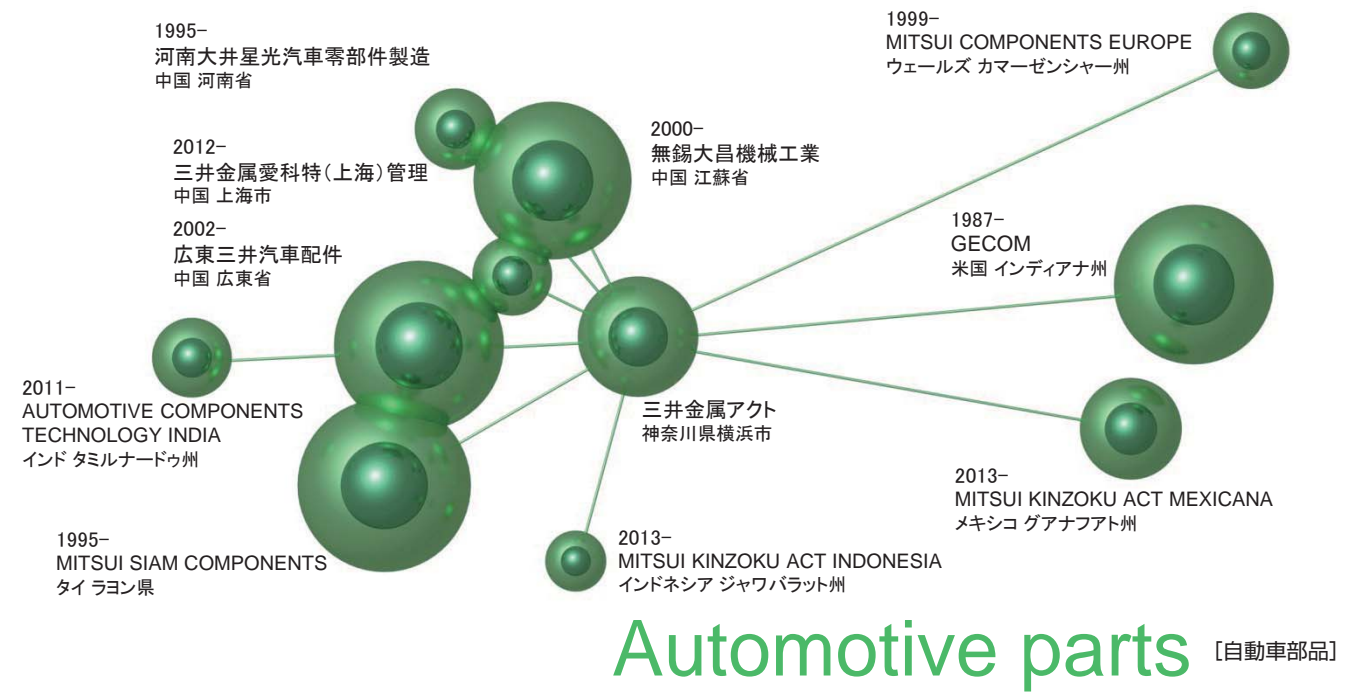 1995-
河南大井星光汽車零部件製造
中国 河南省
1999-
MITSUI COMPONENTS EUROPE
ウェールズ カマーゼンシャー州
2012-
三井金属愛科特（上海）管理
中国 上海市
2000-
無錫大昌機械工業
中国 江蘇省
2002-
広東三井汽車配件
中国 広東省
1987-
GECOM
米国 インディアナ州
2011-
AUTOMOTIVE COMPONENTS
TECHNOLOGY INDIA
インド タミルナードゥ州
三井金属アクト
神奈川県横浜市
2013-
MITSUI KINZOKU ACT MEXICANA
メキシコ グアナフアト州
1995-
MITSUI SIAM COMPONENTS
タイ ラヨン県
2013-
MITSUI KINZOKU ACT INDONESIA
インドネシア ジャワバラット州
Automotive parts [自動車部品]